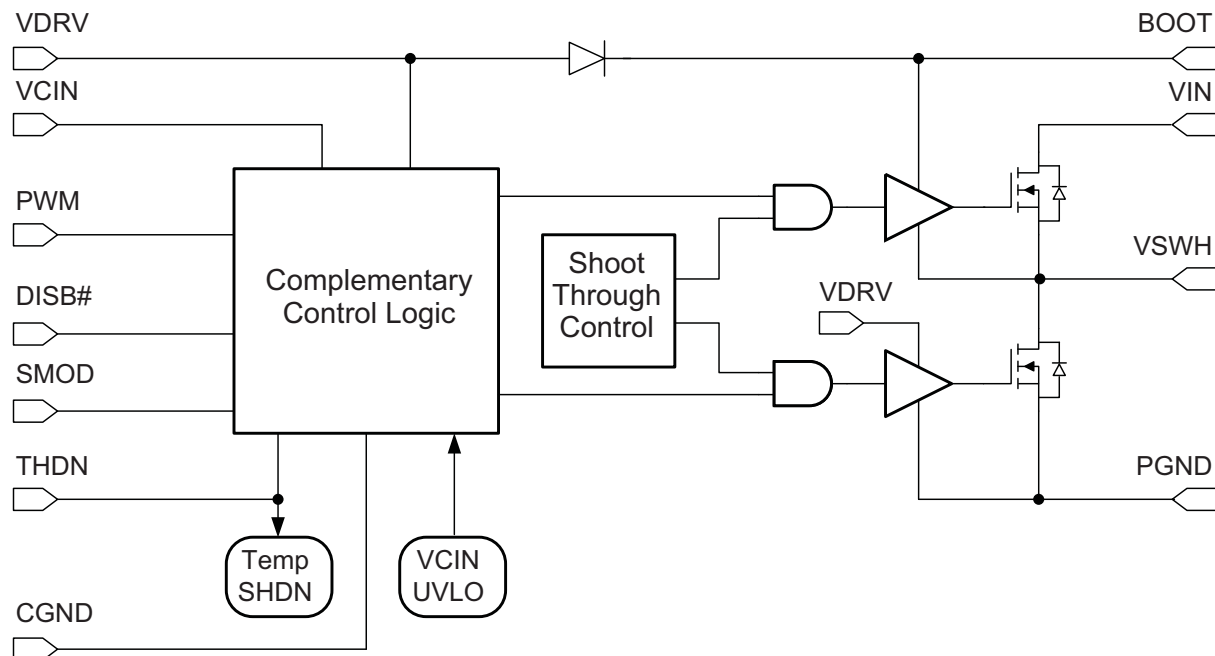 VDRV
BOOT
VCIN
VIN
PWM
DISB#
SMOD
THDN
CGND
Complementary
Control Logic
Shoot
Through
Control
VDRV
VSWH
PGND
Temp
SHDN
VCIN
UVLO